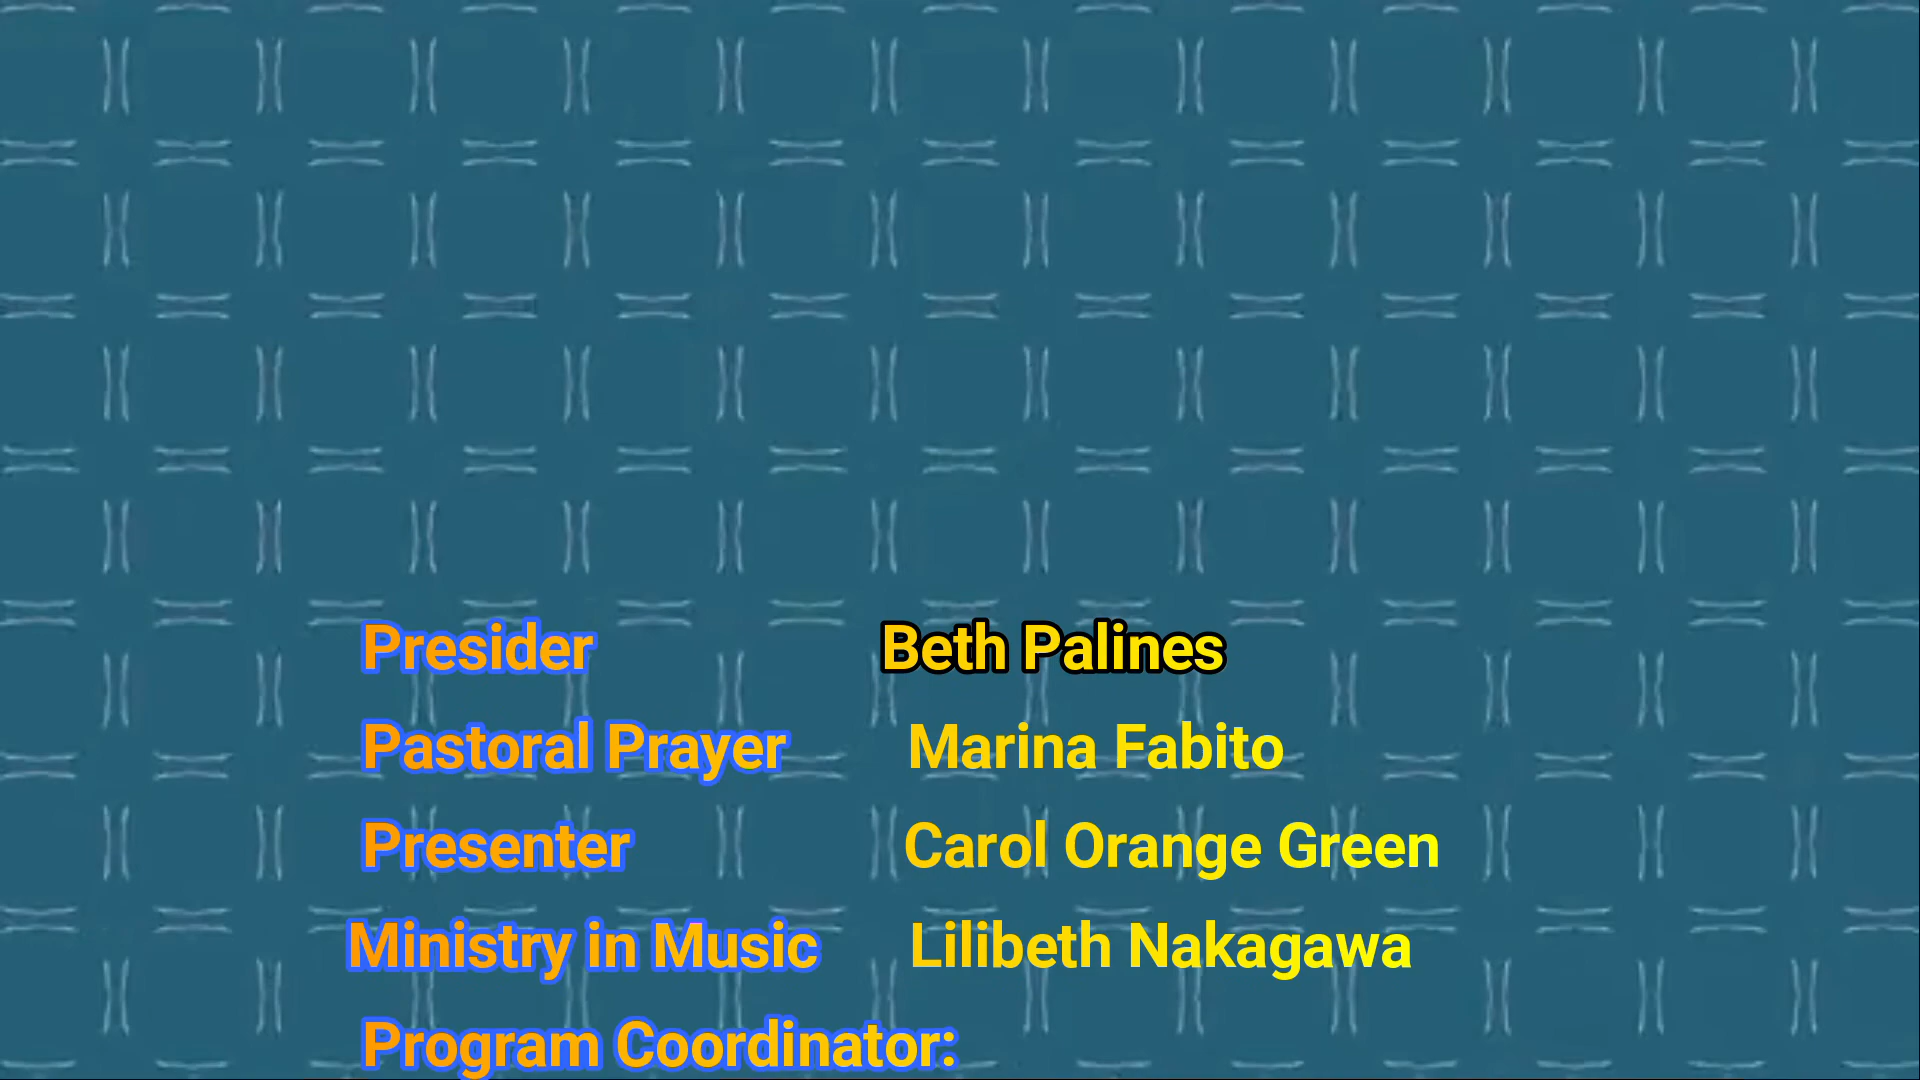 Presider Beth Palines
Pastoral Prayer Marina Fabito
Presenter Carol Orange Green
Ministry in Music Lilibeth Nakagawa
Program Coordinator: